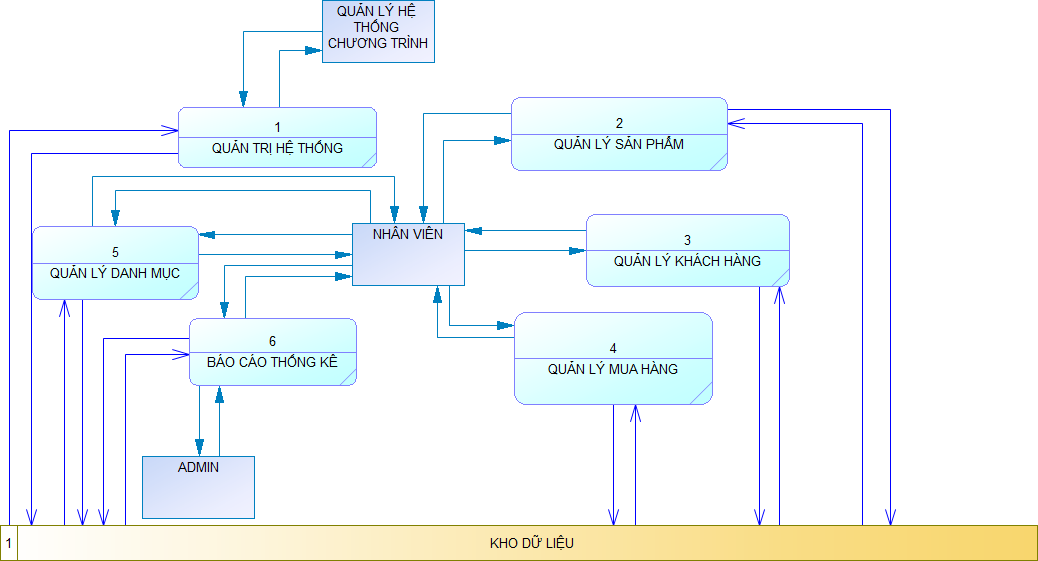 QUẢN LÝ HỆ
THỐNG
CHƯƠNG TRÌNH
1
QUẢN TRỊ HỆ THỐNG
2
QUẢN LÝ SẢN PHẨM
NHÂN VIÊN
3
QUẢN LÝ KHÁCH HÀNG
5
QUẢN LÝ DANH MỤC
6
BÁO CÁO THỐNG KÊ
4
QUẢN LÝ MUA HÀNG
ADMIN
1
KHO DỮ LIỆU